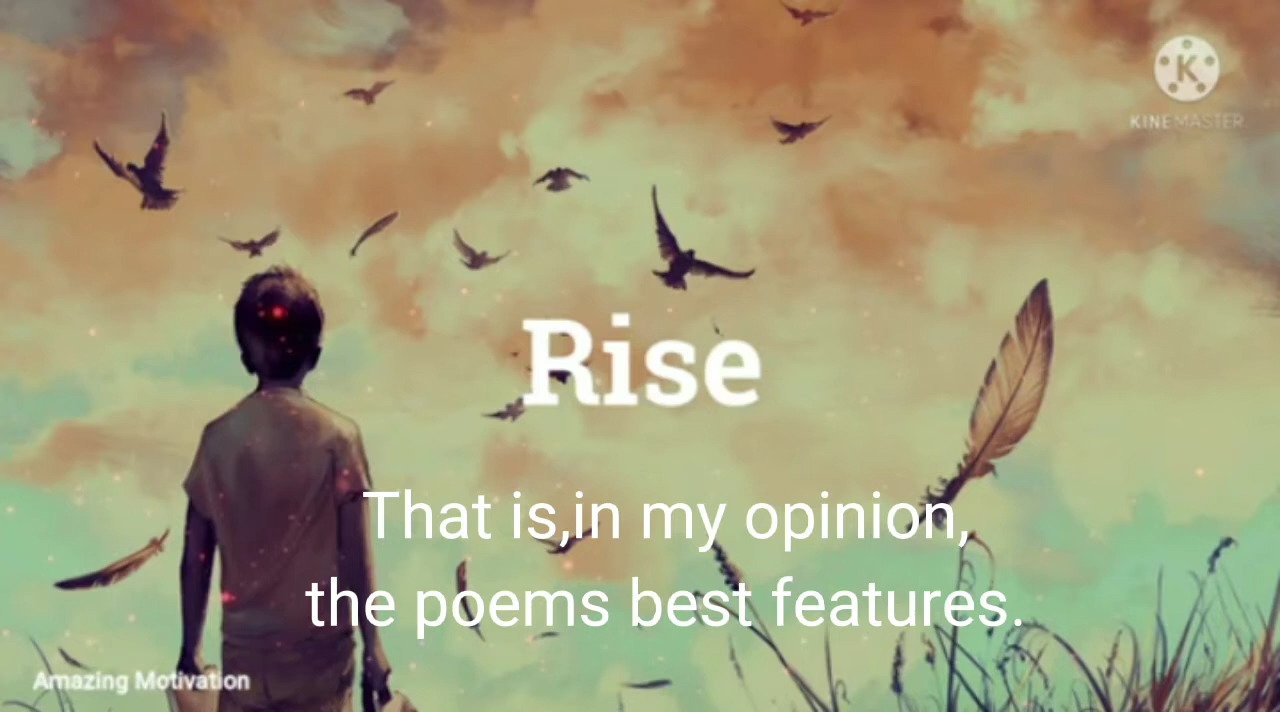 KINEMASTER
Rise
That is,in my opinion,
the poems best features.
Amazing Motivation